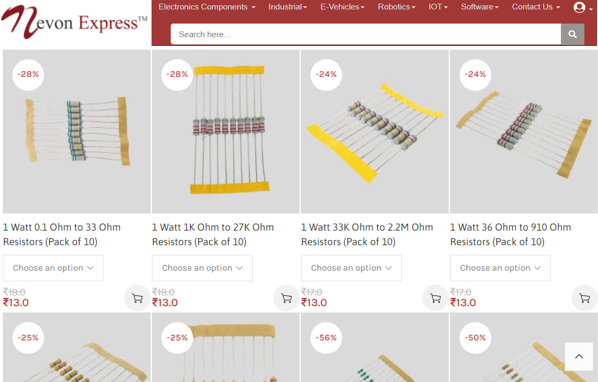 Nevon Express™
Electronics Components Industrial E-Vehicles Robotics IOT Software Contact Us
Search here...
-28% -28% -24% -24%
1 Watt 0.1 Ohm to 33 Ohm
Resistors (Pack of 10)
Choose an option
₹18.0
₹13.0
1 Watt 1K Ohm to 27K Ohm
Resistors (Pack of 10)
Choose an option
₹18.0
₹13.0
1 Watt 33K Ohm to 2.2M Ohm
Resistors (Pack of 10)
Choose an option
₹17.0
₹13.0
1 Watt 36 Ohm to 910 Ohm
Resistors (Pack of 10)
Choose an option
₹17.0
₹13.0
-25% -25% -56% -50%